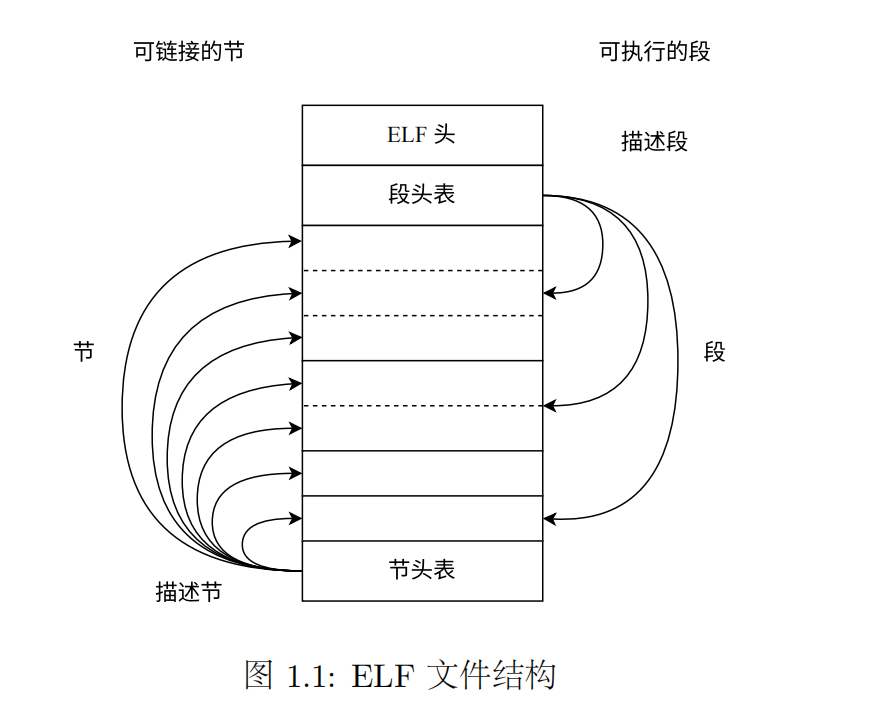 可链接的节
可执行的段
ELF 头
描述段
段头表
节
段
节头表
描述节
图 1.1: ELF 文件结构